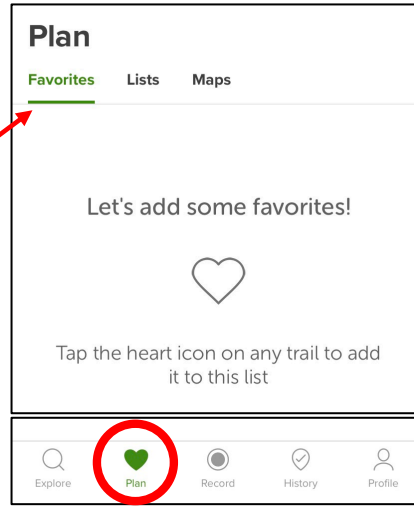 Plan
Favorites Lists Maps
Let's add some favorites!
Tap the heart icon on any trail to add
it to this list
Explore Plan Record History Profile